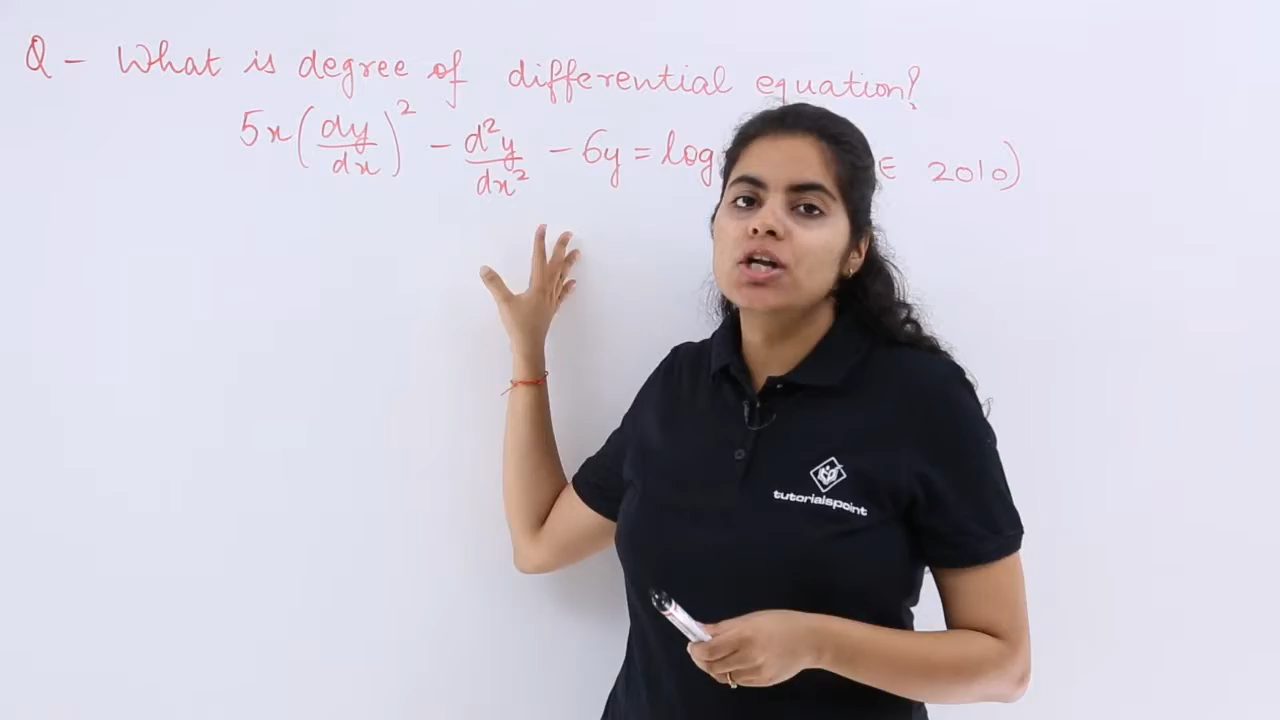 Q - What is degree of differential equation?
5x(dy/dx)² - d²y/dx² - 6y = log 2010)
tutorialspoint